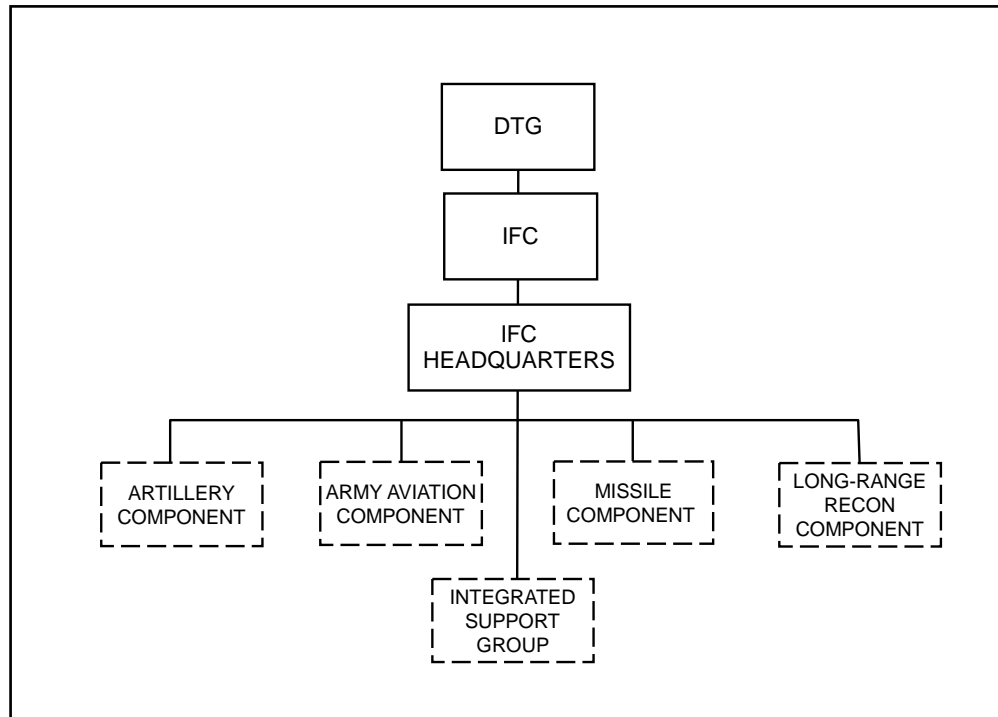 DTG
IFC
IFC
HEADQUARTERS
ARTILLERY
COMPONENT
ARMY AVIATION
COMPONENT
MISSILE
COMPONENT
LONG-RANGE
RECON
COMPONENT
INTEGRATED
SUPPORT
GROUP